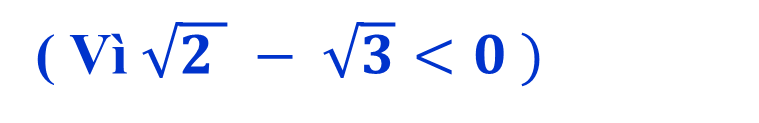 ( Vì √2 − √3 < 0 )